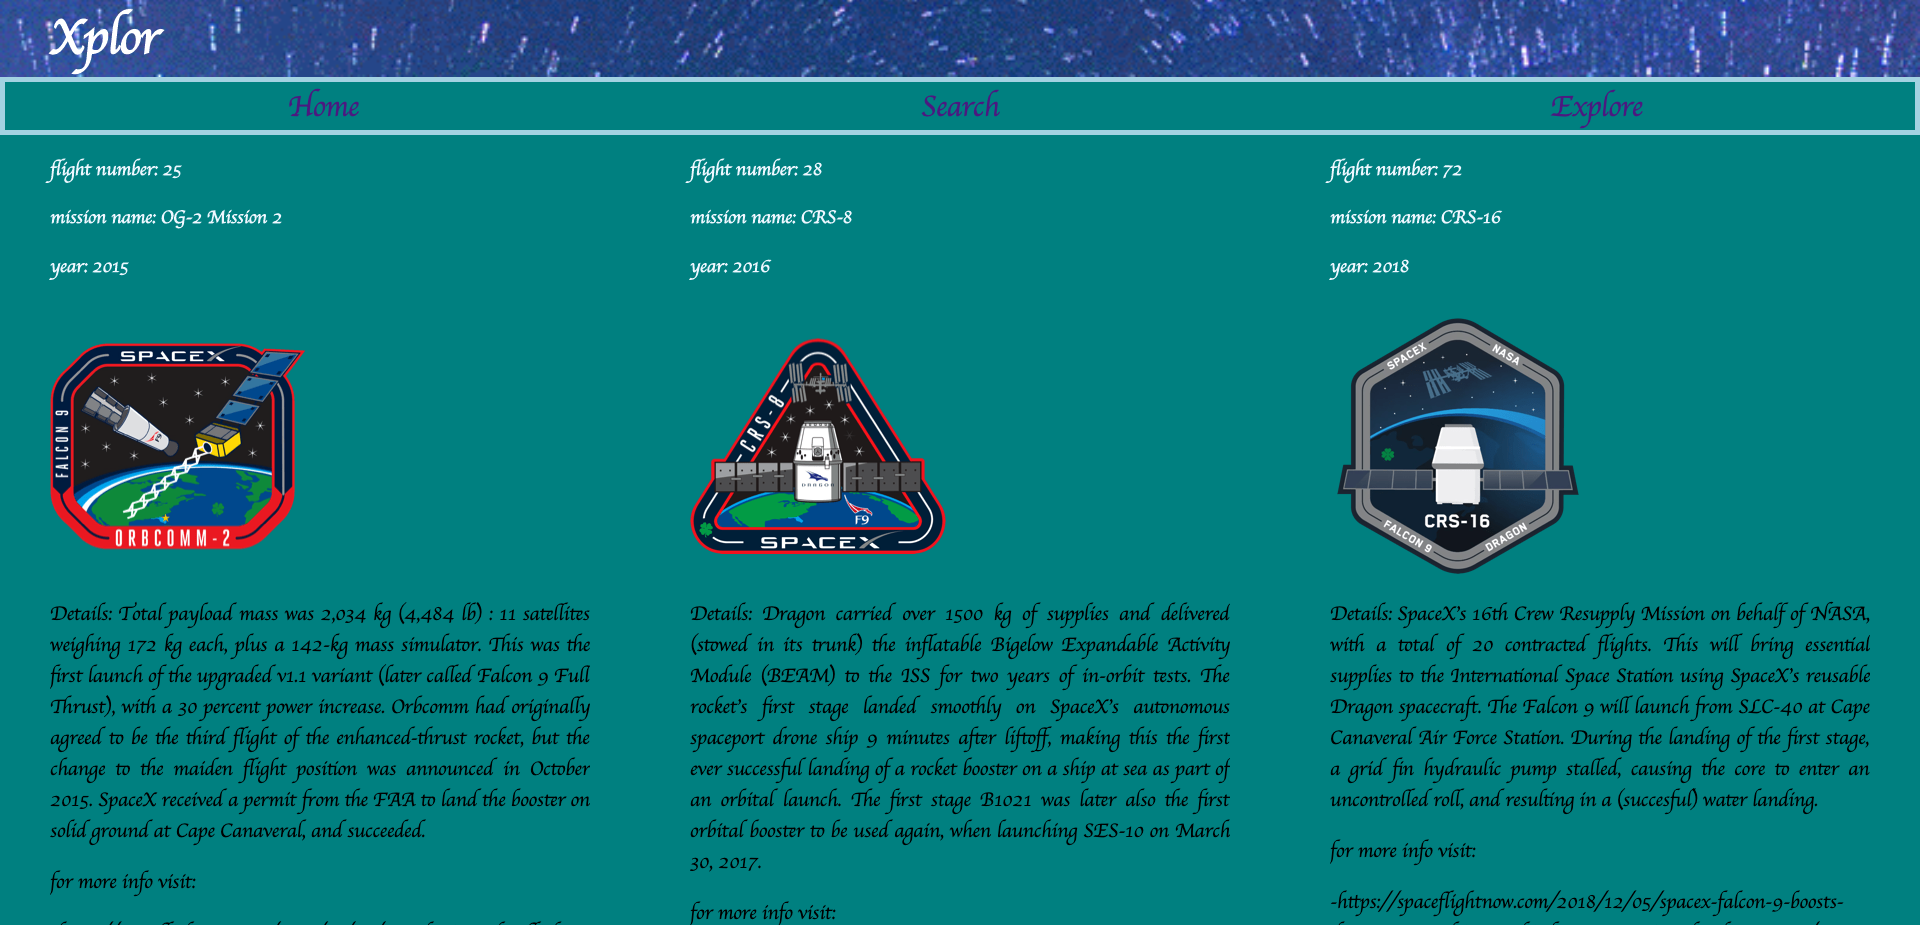 Xplor
Home
Search
Explore
flight number: 25
mission name: OG-2 Mission 2
year: 2015
SPACEX
FALCON 9
F9
ORBCOMM-2
Details: Total payload mass was 2,034 kg (4,484 lb) : 11 satellites
weighing 172 kg each, plus a 142-kg mass simulator. This was the
first launch of the upgraded v1.1 variant (later called Falcon 9 Full
Thrust), with a 30 percent power increase. Orbcomm had originally
agreed to be the third flight of the enhanced-thrust rocket, but the
change to the maiden flight position was announced in October
2015. SpaceX received a permit from the FAA to land the booster on
solid ground at Cape Canaveral, and succeeded.
for more info visit:
flight number: 28
mission name: CRS-8
year: 2016
CRS-8
DRAGON
F9
SPACEX
Details: Dragon carried over 1500 kg of supplies and delivered
(stowed in its trunk) the inflatable Bigelow Expandable Activity
Module (BEAM) to the ISS for two years of in-orbit tests. The
rocket's first stage landed smoothly on SpaceX's autonomous
spaceport drone ship 9 minutes after liftoff, making this the first
ever successful landing of a rocket booster on a ship at sea as part of
an orbital launch. The first stage B1021 was later also the first
orbital booster to be used again, when launching SES-10 on March
30, 2017.
for more info visit:
flight number: 72
mission name: CRS-16
year: 2018
SPACEX
NASA
CRS-16
FALCON 9
DRAGON
Details: SpaceX's 16th Crew Resupply Mission on behalf of NASA,
with a total of 20 contracted flights. This will bring essential
supplies to the International Space Station using SpaceX's reusable
Dragon spacecraft. The Falcon 9 will launch from SLC-40 at Cape
Canaveral Air Force Station. During the landing of the first stage,
a grid fin hydraulic pump stalled, causing the core to enter an
uncontrolled roll, and resulting in a (succesful) water landing.
for more info visit:
-https://spaceflightnow.com/2018/12/05/spacex-falcon-9-boosts-